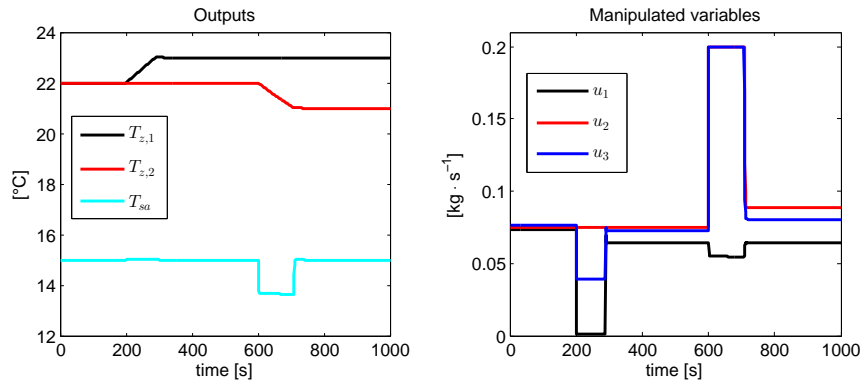 Outputs
24
22
20
18
16
14
12
[°C]
T_{z,1}
T_{z,2}
T_{sa}
0 200 400 600 800 1000
time [s]
Manipulated variables
0.2
0.15
0.1
0.05
0
[kg · s^{-1}]
u_1
u_2
u_3
0 200 400 600 800 1000
time [s]